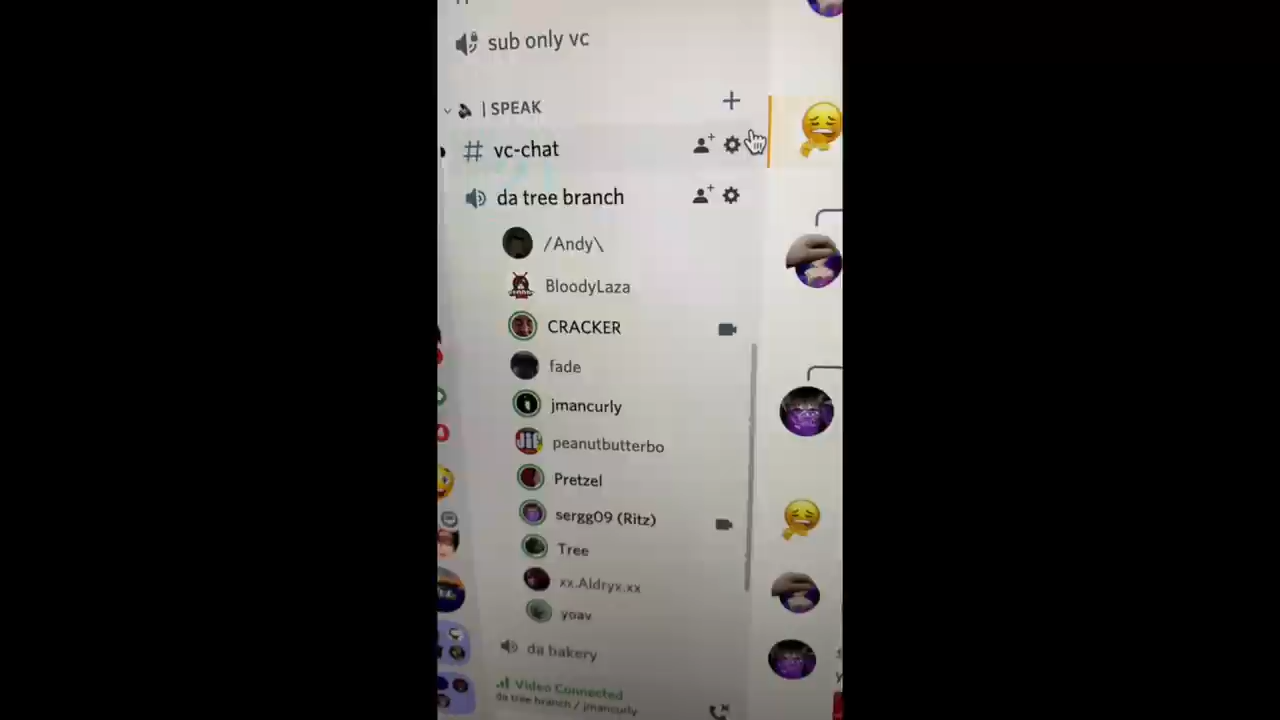 sub only vc
| SPEAK
vc-chat
da tree branch
/Andy\
BloodyLaza
CRACKER
fade
jmancurly
peanutbutterbo
Pretzel
sergg09 (Ritz)
Tree
xx.Aldryx.xx
yoav
da bakery
Video Connected
da tree branch / jmancurly